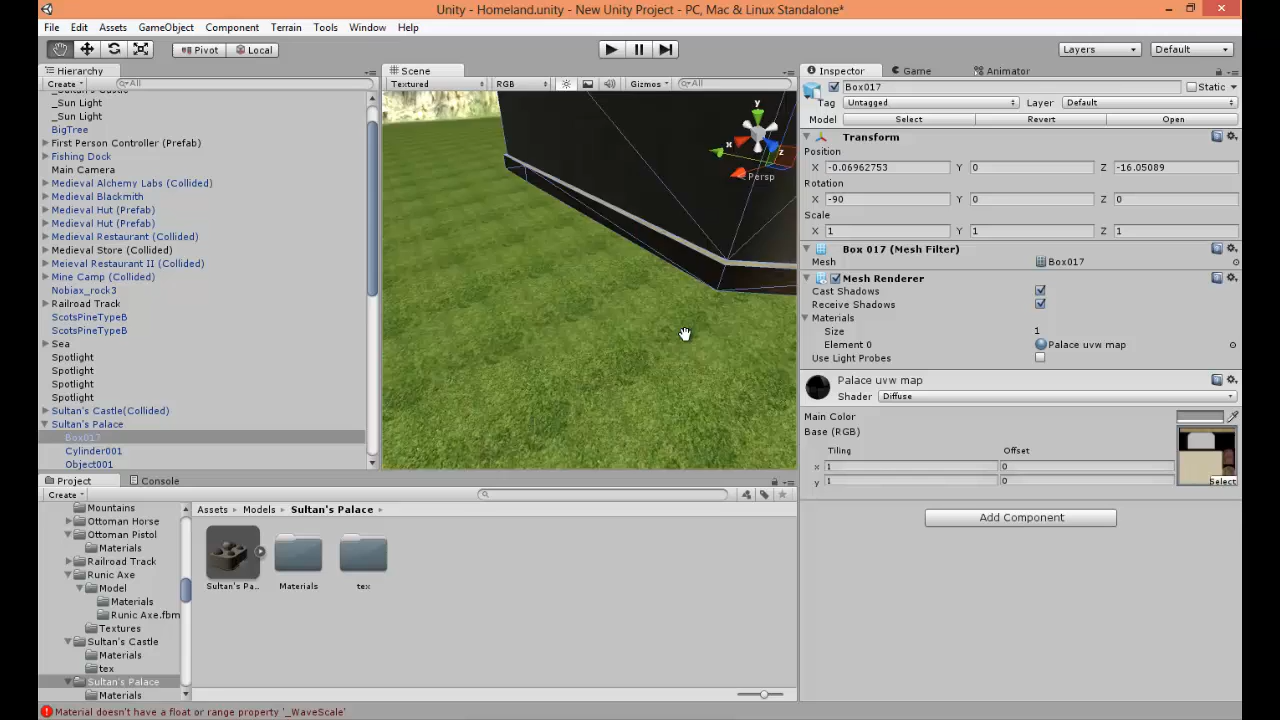 Unity - Homeland.unity - New Unity Project - PC, Mac & Linux Standalone*
File Edit Assets GameObject Component Terrain Tools Window Help
Pivot Local Layers Default
Hierarchy
Create All
_Sun Light
_Sun Light
BigTree
First Person Controller (Prefab)
Fishing Dock
Main Camera
Medieval Alchemy Labs (Collided)
Medieval Blackmith
Medieval Hut (Prefab)
Medieval Hut (Prefab)
Medieval Restaurant (Collided)
Medieval Store (Collided)
Meieval Restaurant II (Collided)
Mine Camp (Collided)
Nobiax_rock3
Railroad Track
ScotsPineTypeB
ScotsPineTypeB
Sea
Spotlight
Spotlight
Spotlight
Spotlight
Sultan's Castle(Collided)
Sultan's Palace
Box017
Cylinder001
Object001
Scene
Textured RGB Gizmos All
y
x z
Persp
Inspector Game Animator
Box017 Static
Tag Untagged Layer Default
Model Select Revert Open
Transform
Position
X -0.06962753 Y 0 Z -16.05089
Rotation
X -90 Y 0 Z 0
Scale
X 1 Y 1 Z 1
Box 017 (Mesh Filter)
Mesh Box017
Mesh Renderer
Cast Shadows
Receive Shadows
Materials
Size 1
Element 0 Palace uvw map
Use Light Probes
Palace uvw map
Shader Diffuse
Main Color
Base (RGB)
Tiling Offset
x 1 0
y 1 0
Select
Add Component
Project Console
Create
Mountains
Ottoman Horse
Ottoman Pistol
Materials
Railroad Track
Runic Axe
Model
Materials
Runic Axe.fbm
Textures
Sultan's Castle
Materials
tex
Sultan's Palace
Materials
Assets Models Sultan's Palace
Sultan's Pa... Materials tex
Material doesn't have a float or range property '_WaveScale'